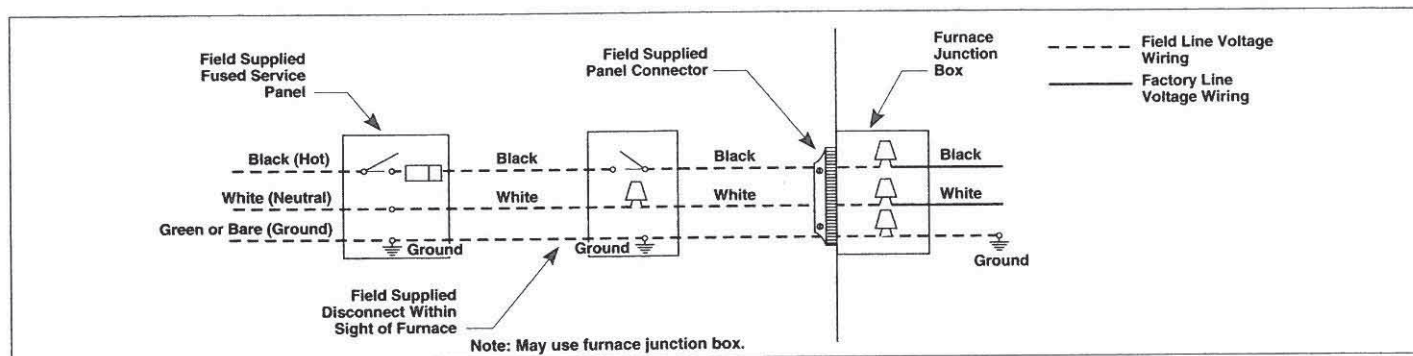 Field Supplied
Fused Service
Panel
Field Supplied
Panel Connector
Furnace
Junction
Box
Field Line Voltage
Wiring
Factory Line
Voltage Wiring
Black (Hot)
Black
Black
Black
White (Neutral)
White
White
White
Green or Bare (Ground)
Ground
Ground
Ground
Field Supplied
Disconnect Within
Sight of Furnace
Note: May use furnace junction box.